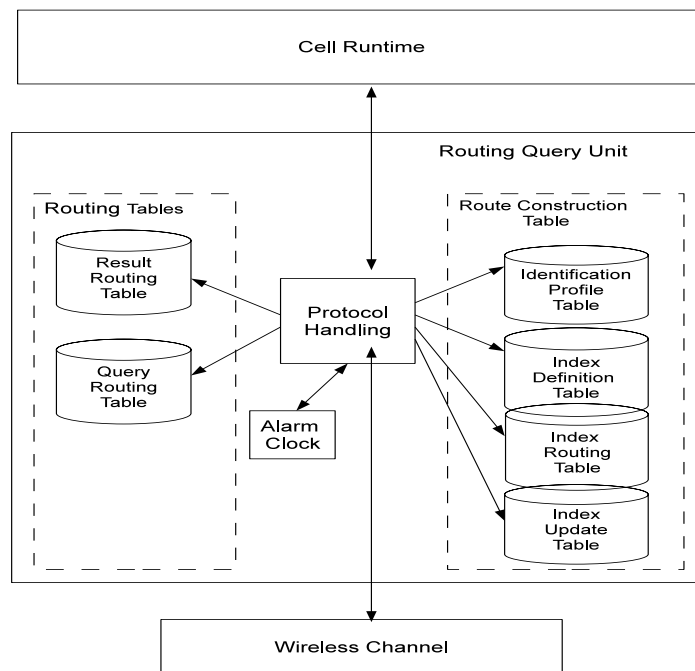 Cell Runtime
Routing Query Unit
Routing Tables
Result
Routing
Table
Query
Routing
Table
Protocol
Handling
Alarm
Clock
Route Construction
Table
Identification
Profile
Table
Index
Definition
Table
Index
Routing
Table
Index
Update
Table
Wireless Channel